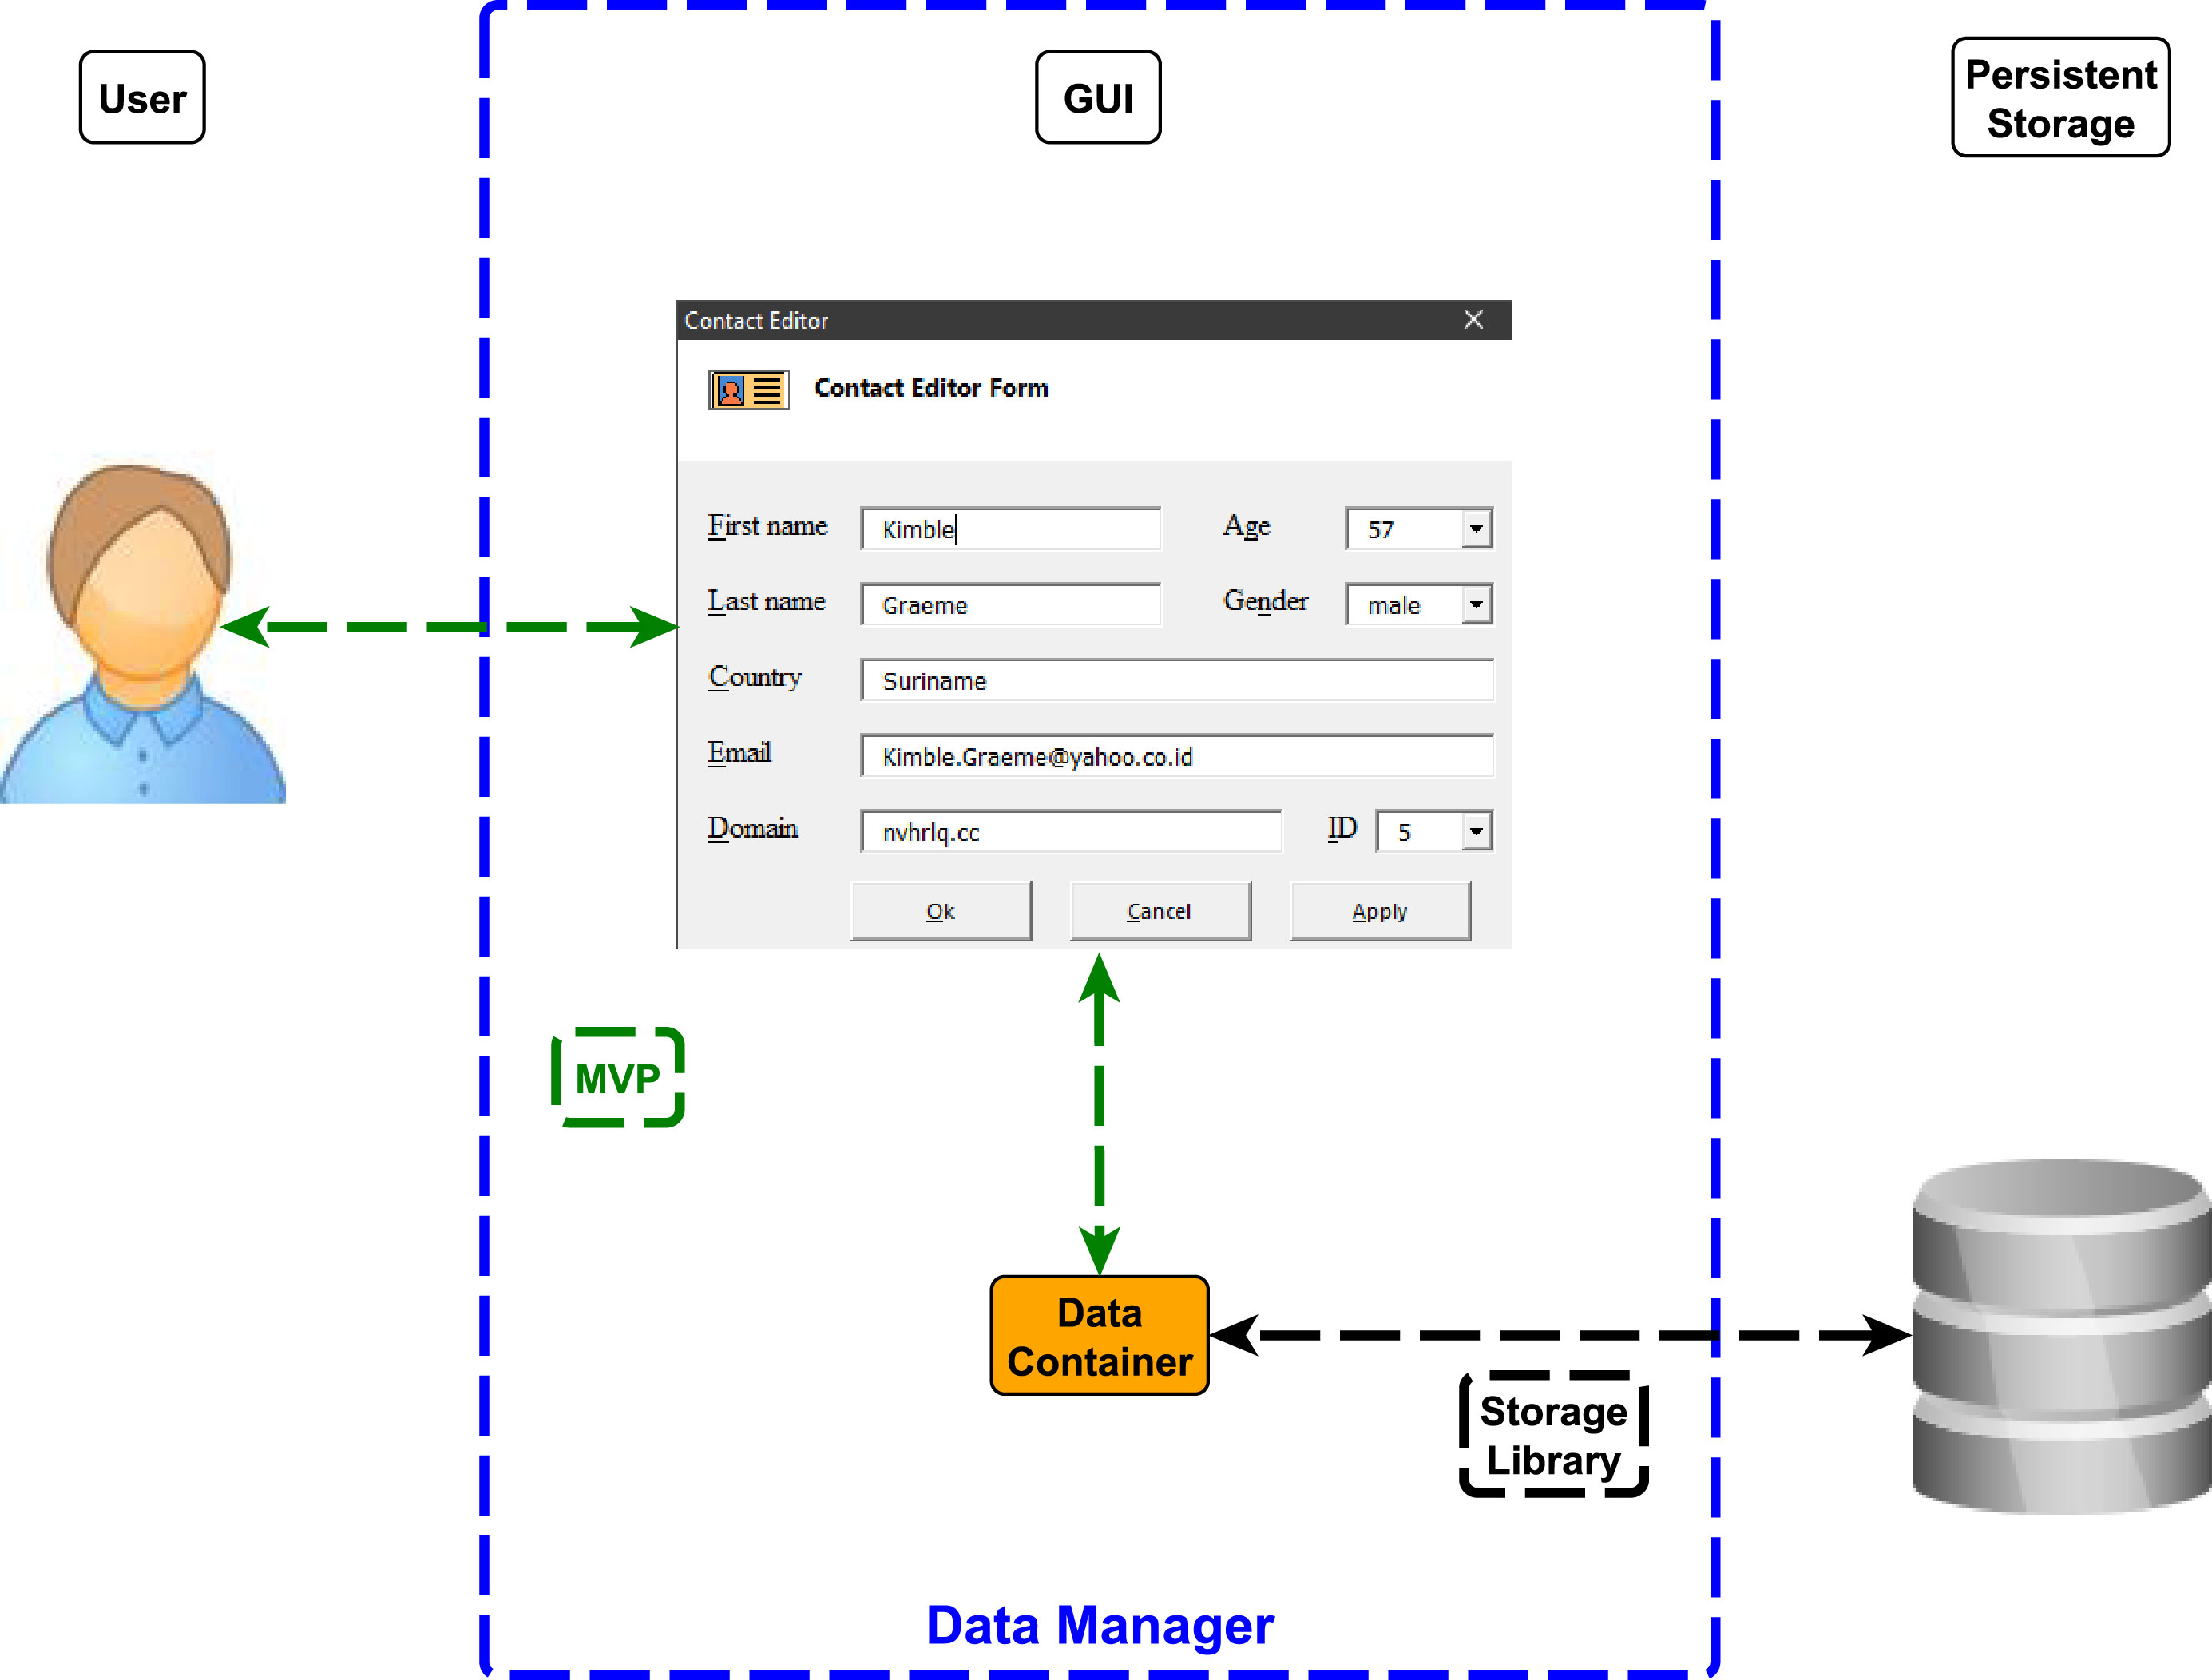 User
GUI
Persistent
Storage
Contact Editor
Contact Editor Form
First name Kimble Age 57
Last name Graeme Gender male
Country Suriname
Email Kimble.Graeme@yahoo.co.id
Domain nvhrlq.cc ID 5
Ok Cancel Apply
MVP
Data
Container
Storage
Library
Data Manager